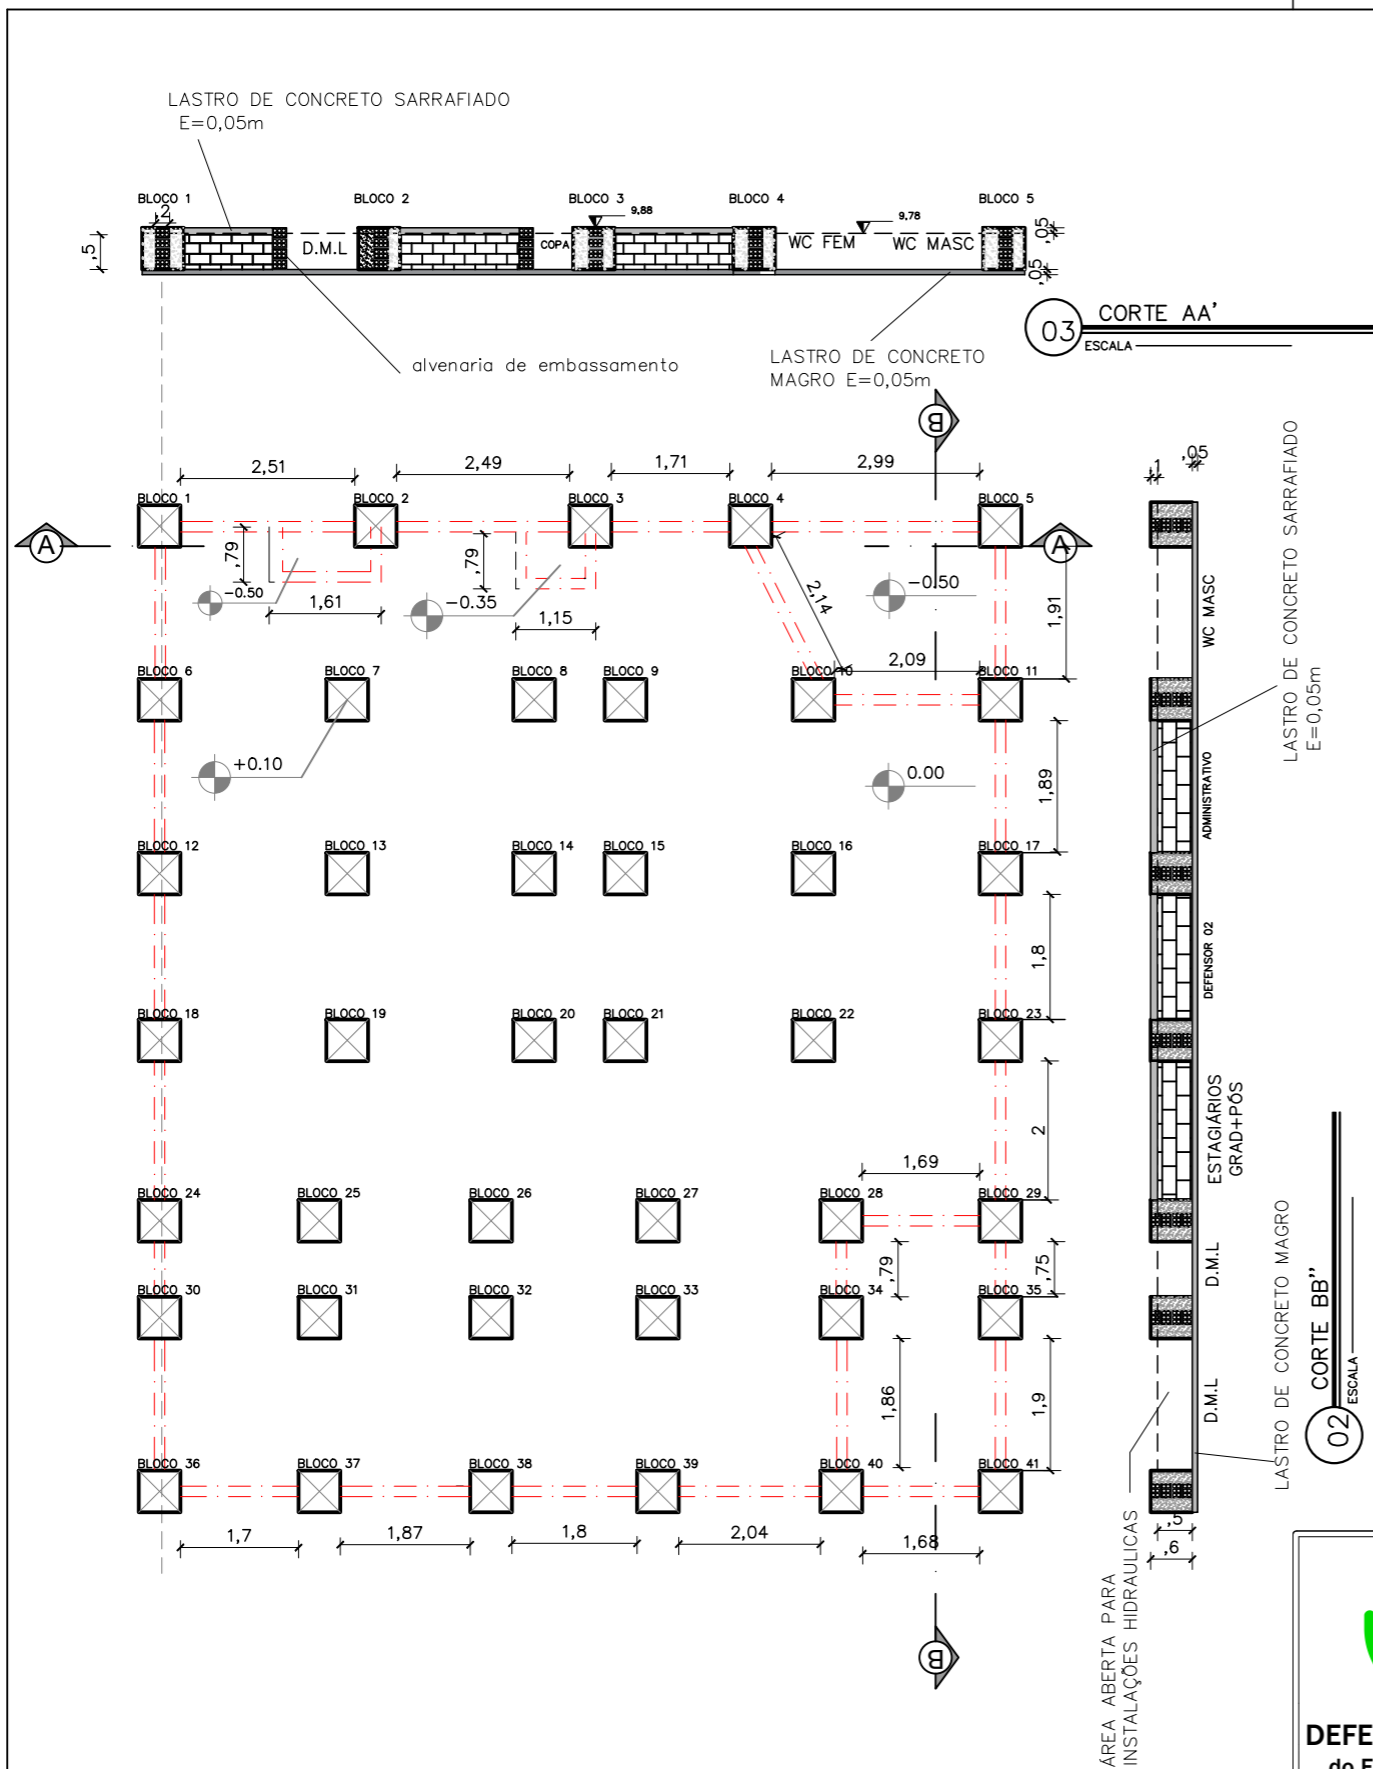 LASTRO DE CONCRETO SARRAFIADO
E=0,05m
BLOCO 1
BLOCO 2
BLOCO 3
BLOCO 4
BLOCO 5
,2
9,88
9,78
,5
D.M.L
COPA
WC FEM
WC MASC
,05
,05
03
CORTE AA'
ESCALA
alvenaria de embassamento
LASTRO DE CONCRETO
MAGRO E=0,05m
B
2,51
2,49
1,71
2,99
BLOCO 1
BLOCO 2
BLOCO 3
BLOCO 4
BLOCO 5
A
A
,79
,79
-0.50
1,61
-0.35
1,15
2,14
-0.50
1,91
2,09
BLOCO 6
BLOCO 7
BLOCO 8
BLOCO 9
BLOCO 10
BLOCO 11
+0.10
0.00
1,89
BLOCO 12
BLOCO 13
BLOCO 14
BLOCO 15
BLOCO 16
BLOCO 17
1,8
BLOCO 18
BLOCO 19
BLOCO 20
BLOCO 21
BLOCO 22
BLOCO 23
2
1,69
BLOCO 24
BLOCO 25
BLOCO 26
BLOCO 27
BLOCO 28
BLOCO 29
,79
,75
BLOCO 30
BLOCO 31
BLOCO 32
BLOCO 33
BLOCO 34
BLOCO 35
1,86
1,9
BLOCO 36
BLOCO 37
BLOCO 38
BLOCO 39
BLOCO 40
BLOCO 41
1,7
1,87
1,8
2,04
1,68
B
,1
,05
WC MASC
LASTRO DE CONCRETO SARRAFIADO
E=0,05m
ADMINISTRATIVO
DEFENSOR 02
ESTAGIÁRIOS
GRAD+PÓS
D.M.L
D.M.L
LASTRO DE CONCRETO MAGRO
02
CORTE BB"
ESCALA
,5
,6
ÁREA ABERTA PARA
INSTALAÇÕES HIDRAULICAS
DEFE
do E